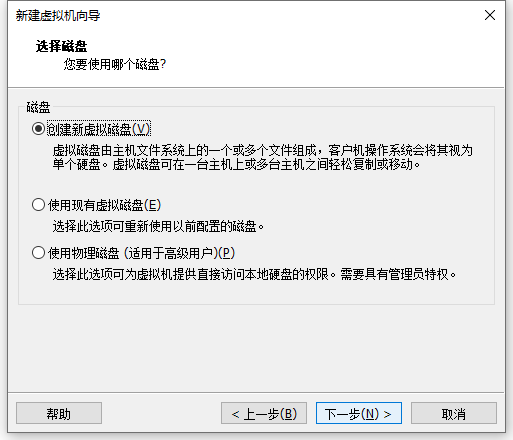 新建虚拟机向导
选择磁盘
您要使用哪个磁盘?
磁盘
创建新虚拟磁盘(V)
虚拟磁盘由主机文件系统上的一个或多个文件组成，客户机操作系统会将其视为
单个硬盘。虚拟磁盘可在一台主机上或多台主机之间轻松复制或移动。
使用现有虚拟磁盘(E)
选择此选项可重新使用以前配置的磁盘。
使用物理磁盘 (适用于高级用户)(P)
选择此选项可为虚拟机提供直接访问本地硬盘的权限。需要具有管理员特权。
帮助
< 上一步(B)
下一步(N) >
取消